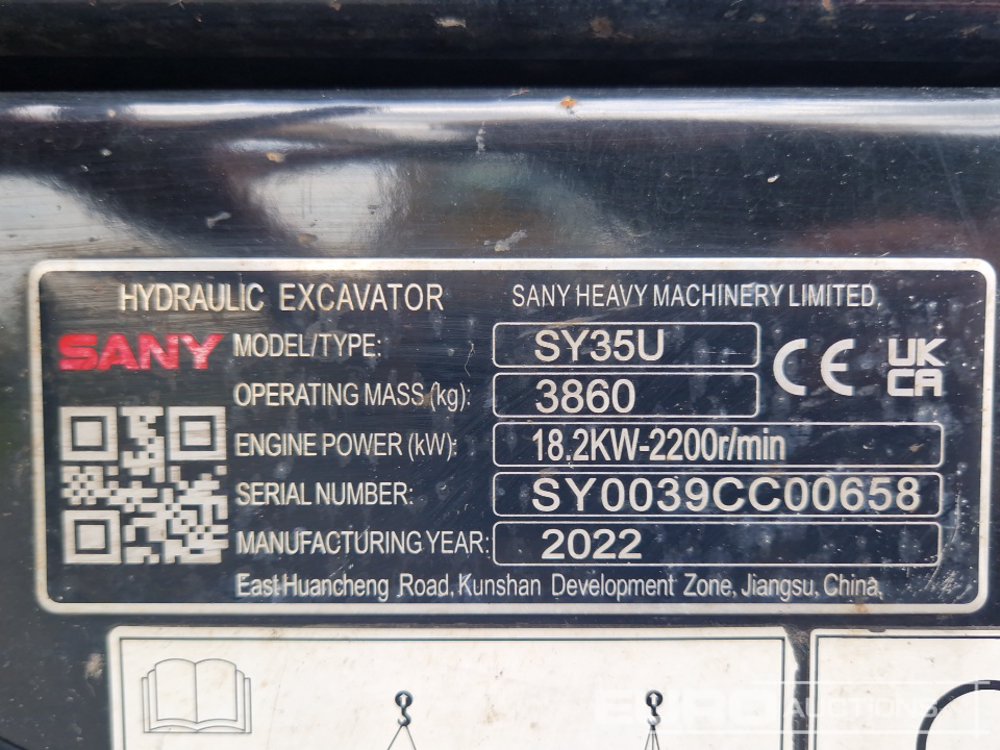 HYDRAULIC EXCAVATOR SANY HEAVY MACHINERY LIMITED.
SANY MODEL/TYPE: SY35U CE UK CA
OPERATING MASS (kg): 3860
ENGINE POWER (kW): 18.2KW-2200r/min
SERIAL NUMBER: SY0039CC00658
MANUFACTURING YEAR: 2022
East Huancheng Road, Kunshan Development Zone, Jiangsu, China.
EURO AUCTIONS